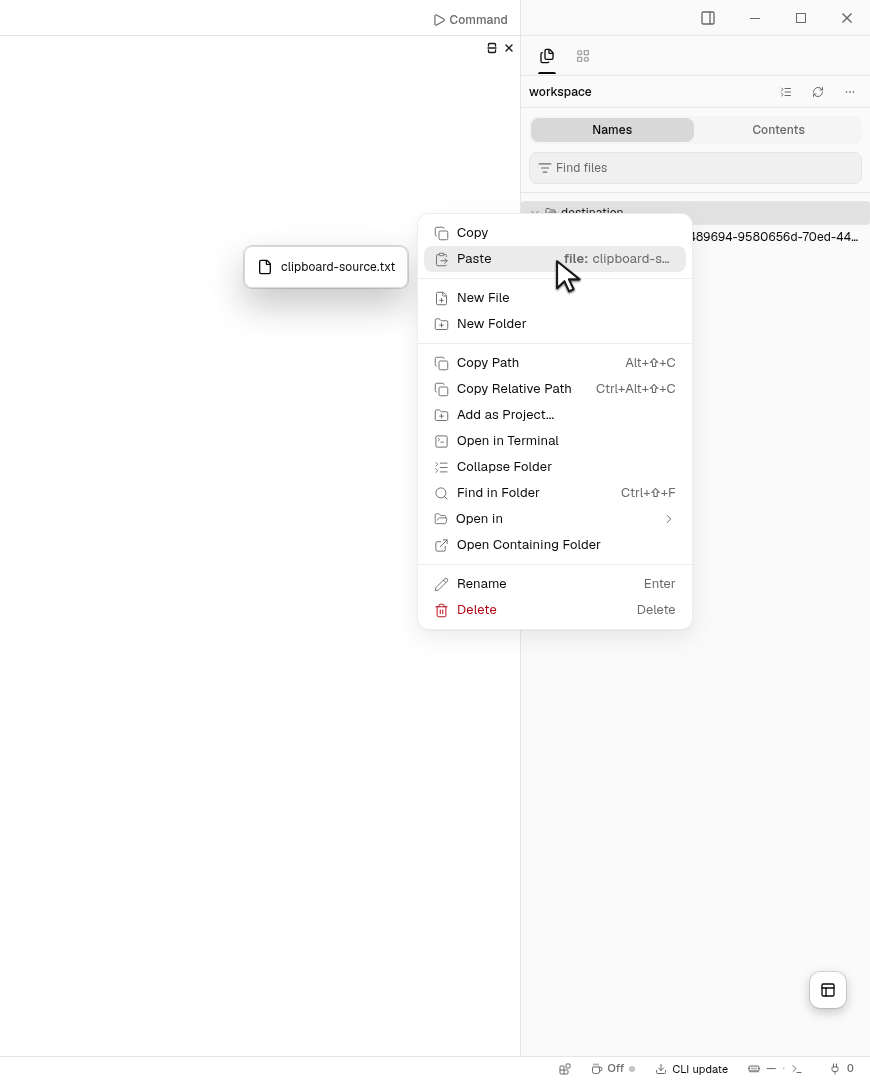 Command
workspace
Names
Contents
Find files
destination
489694-9580656d-70ed-44…
clipboard-source.txt
Copy
Paste file: clipboard-s…
New File
New Folder
Copy Path Alt+⇧+C
Copy Relative Path Ctrl+Alt+⇧+C
Add as Project…
Open in Terminal
Collapse Folder
Find in Folder Ctrl+⇧+F
Open in
Open Containing Folder
Rename Enter
Delete Delete
Off
CLI update
0